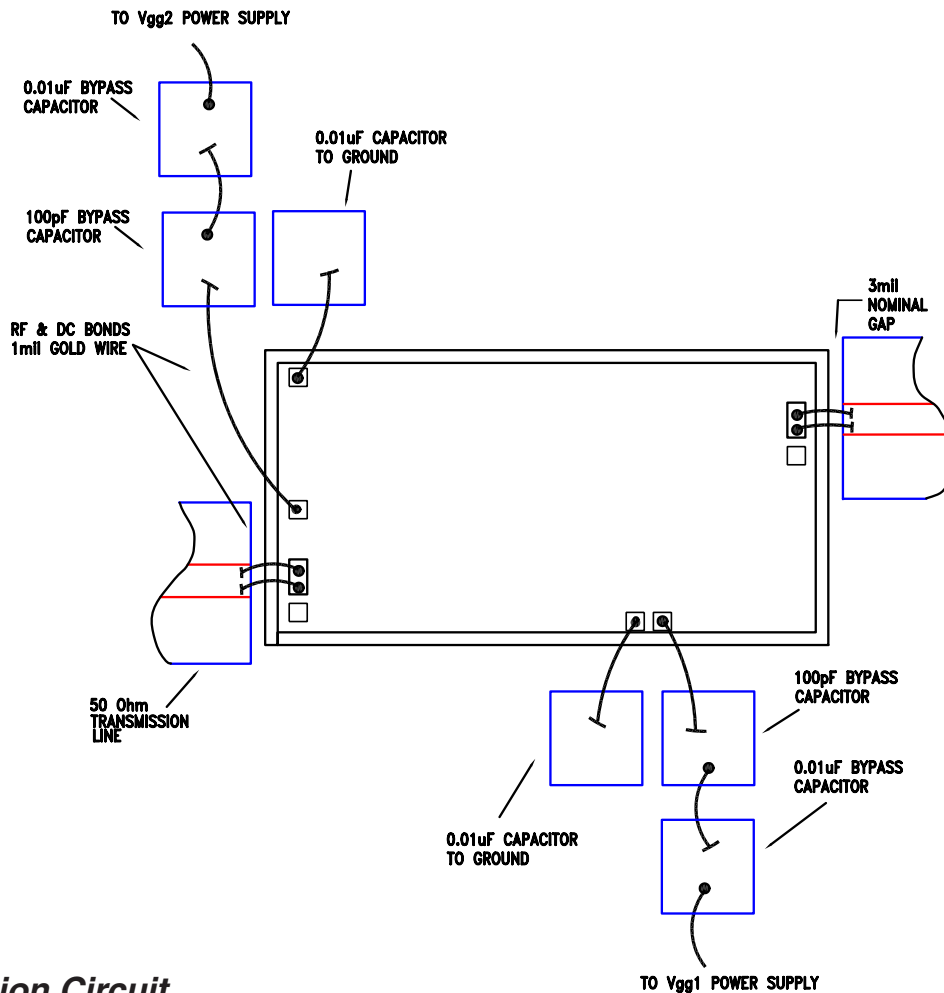 TO Vgg2 POWER SUPPLY
0.01uF BYPASS
CAPACITOR
0.01uF CAPACITOR
TO GROUND
100pF BYPASS
CAPACITOR
3mil
NOMINAL
GAP
RF & DC BONDS
1mil GOLD WIRE
50 Ohm
TRANSMISSION
LINE
100pF BYPASS
CAPACITOR
0.01uF BYPASS
CAPACITOR
0.01uF CAPACITOR
TO GROUND
TO Vgg1 POWER SUPPLY
ion Circuit